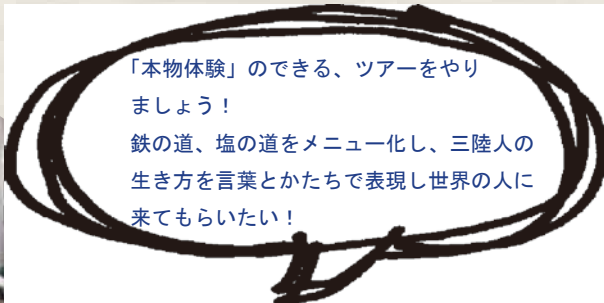 「本物体験」のできる、ツアーをやり
ましょう！
鉄の道、塩の道をメニュー化し、三陸人の
生き方を言葉とかたちで表現し世界の人に
来てもらいたい！